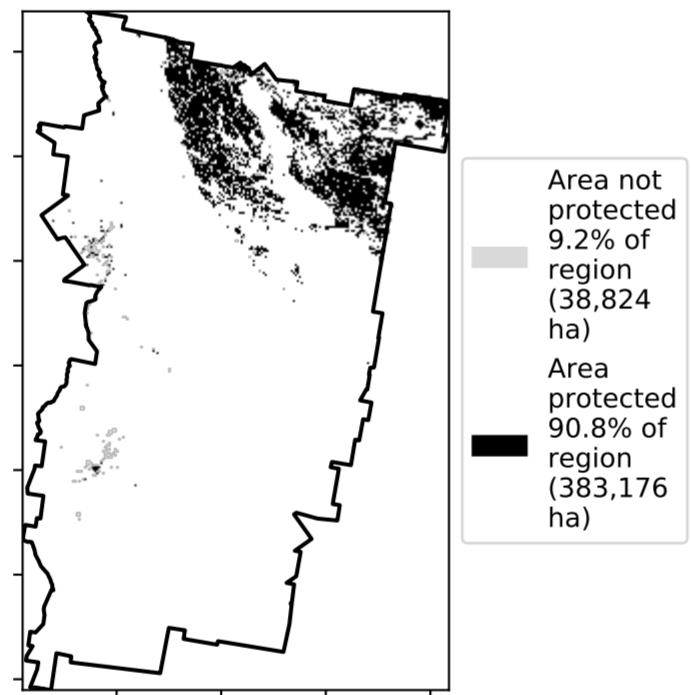 Area not
protected
9.2% of
region
(38,824
ha)
Area
protected
90.8% of
region
(383,176
ha)